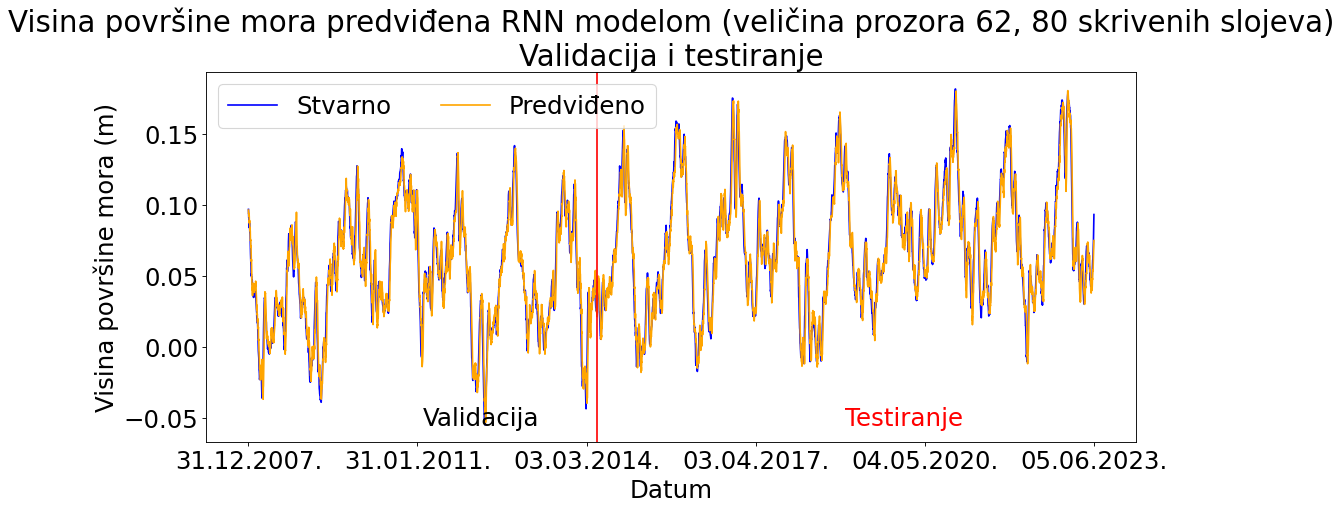 Visina površine mora predviđena RNN modelom (veličina prozora 62, 80 skrivenih slojeva)
Validacija i testiranje
Stvarno Predviđeno
Visina površine mora (m)
0.15
0.10
0.05
0.00
−0.05
Validacija Testiranje
31.12.2007. 31.01.2011. 03.03.2014. 03.04.2017. 04.05.2020. 05.06.2023.
Datum